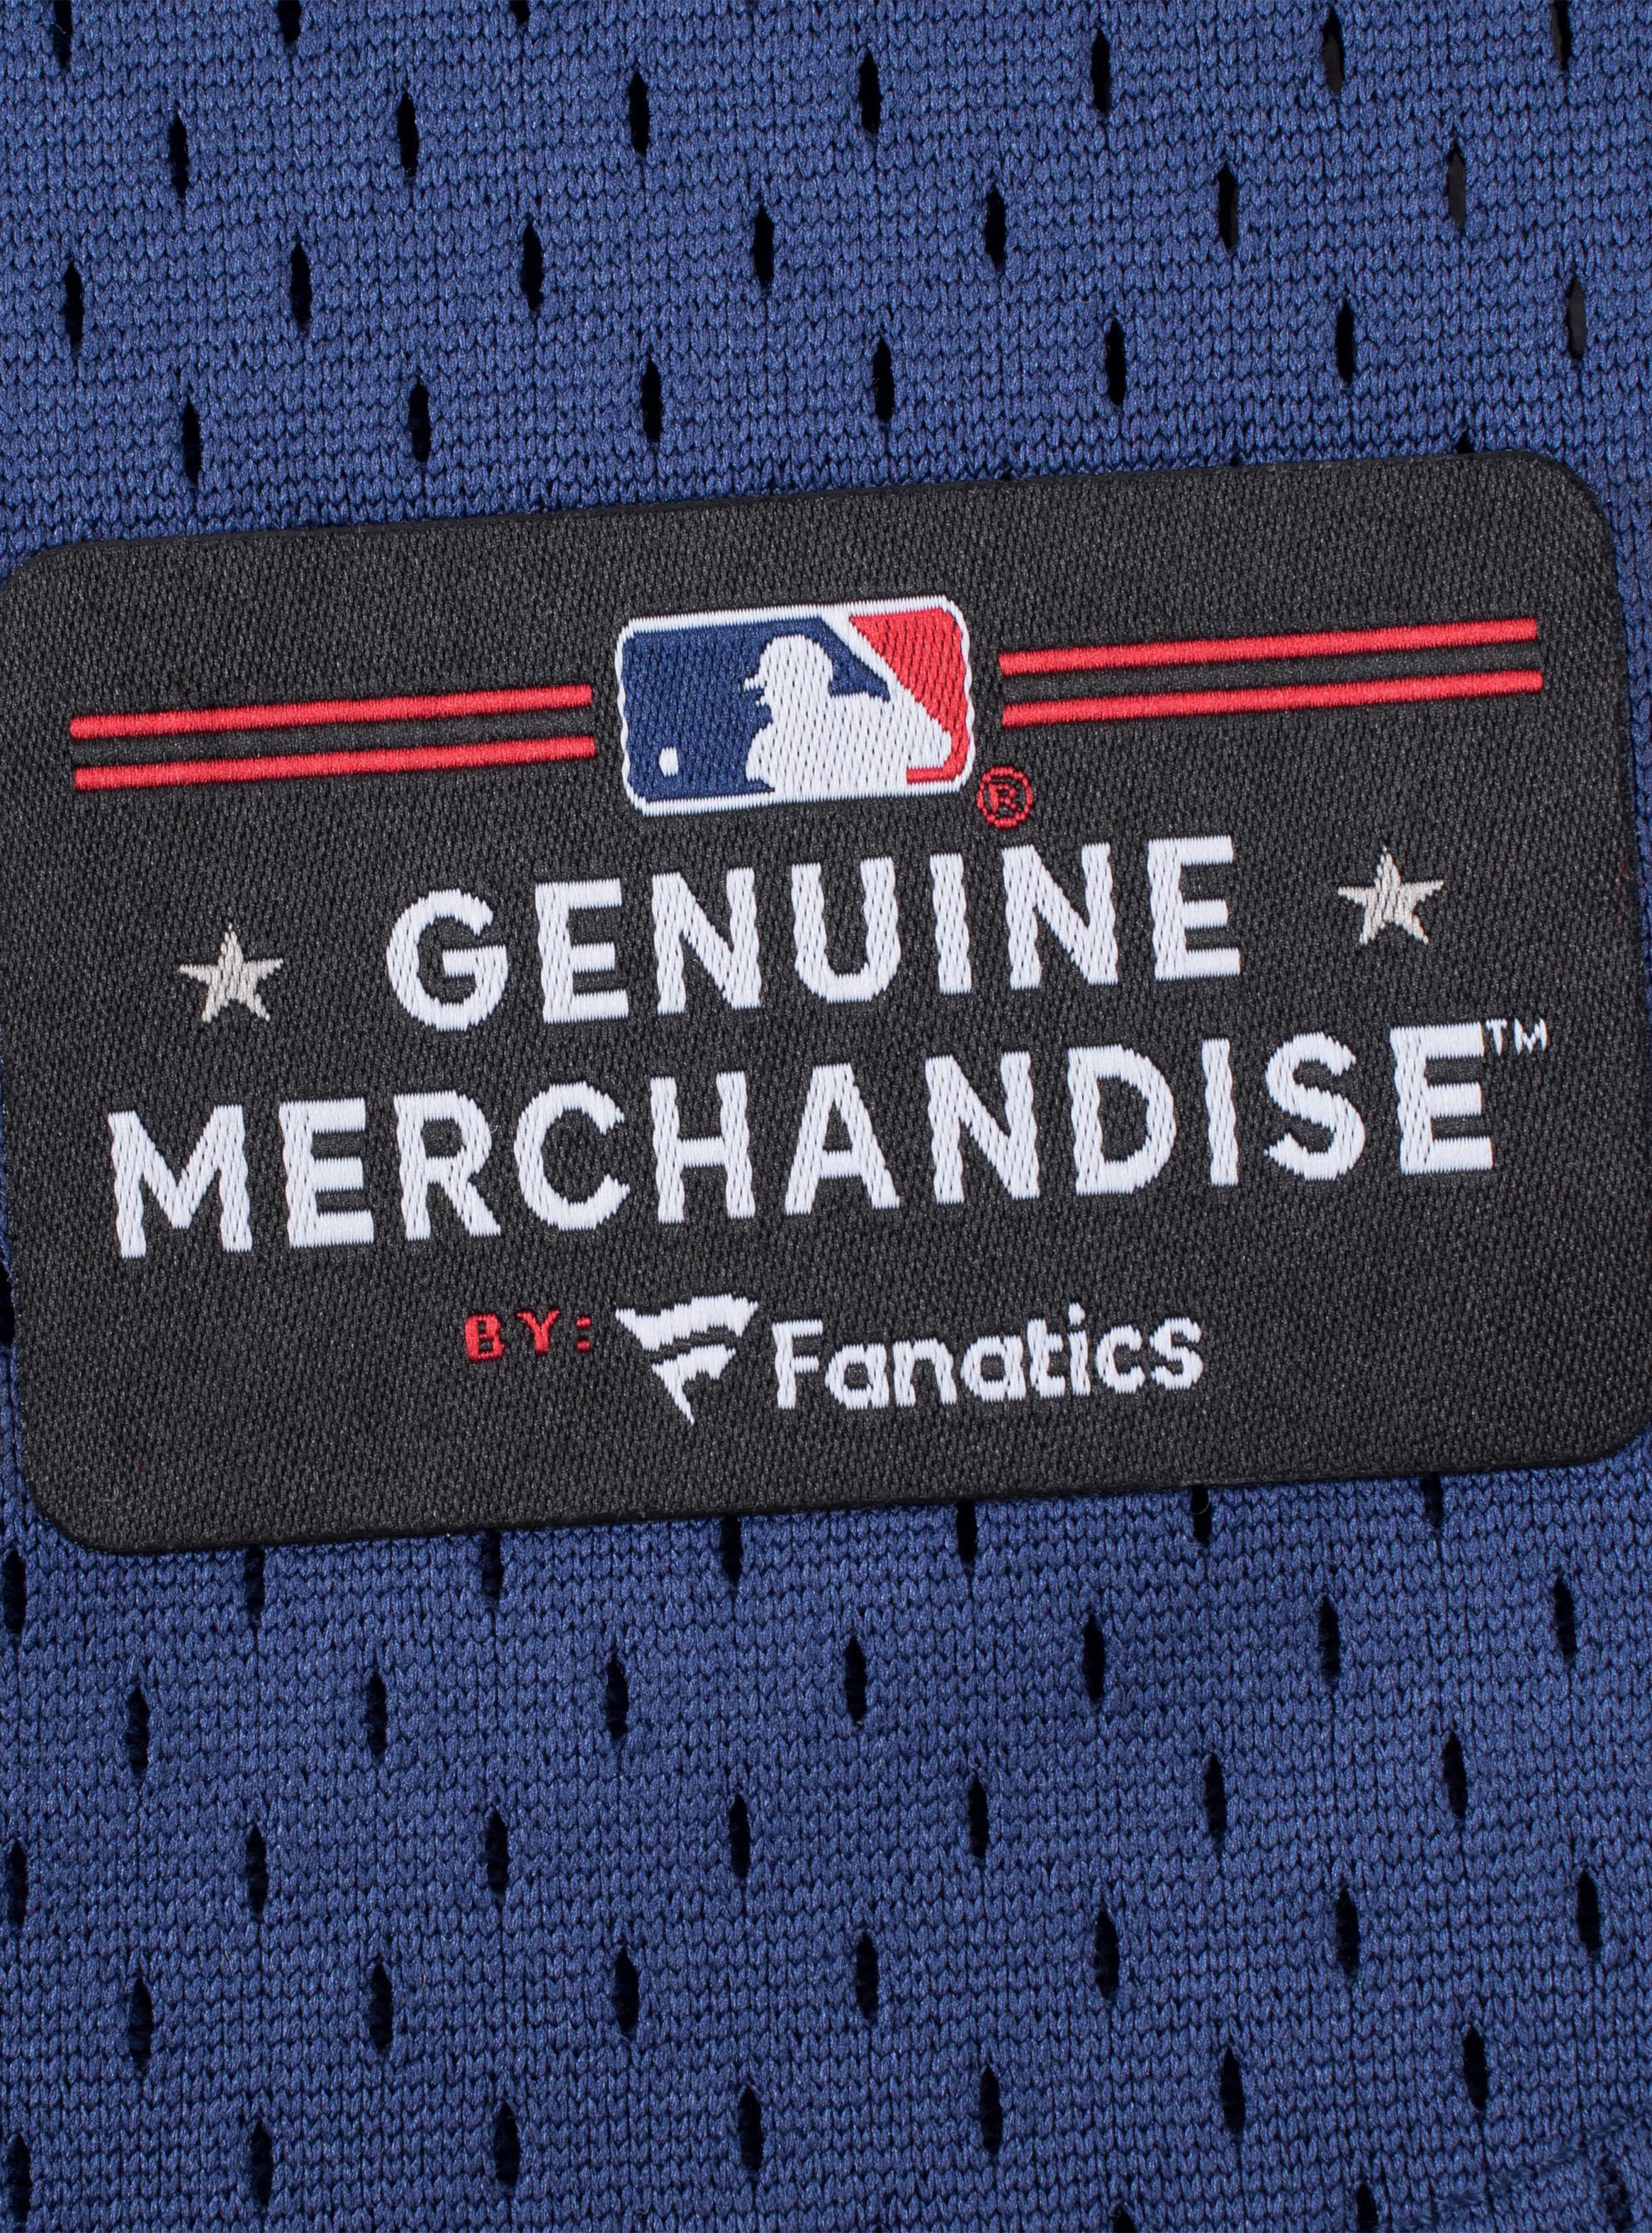 ®
GENUINE
MERCHANDISE™
BY: Fanatics